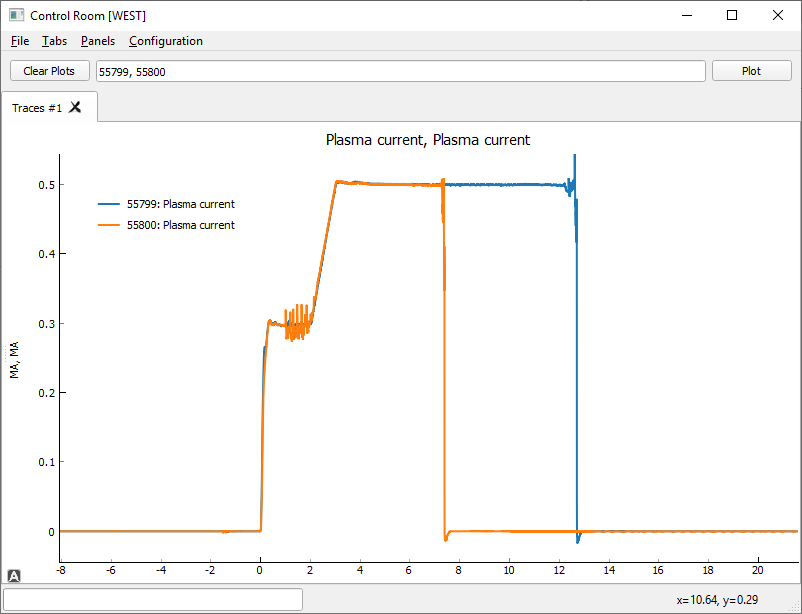 Control Room [WEST]
File Tabs Panels Configuration
Clear Plots 55799, 55800 Plot
Traces #1
Plasma current, Plasma current
55799: Plasma current
55800: Plasma current
MA, MA
0.5
0.4
0.3
0.2
0.1
0
-8 -6 -4 -2 0 2 4 6 8 10 12 14 16 18 20
A
x=10.64, y=0.29